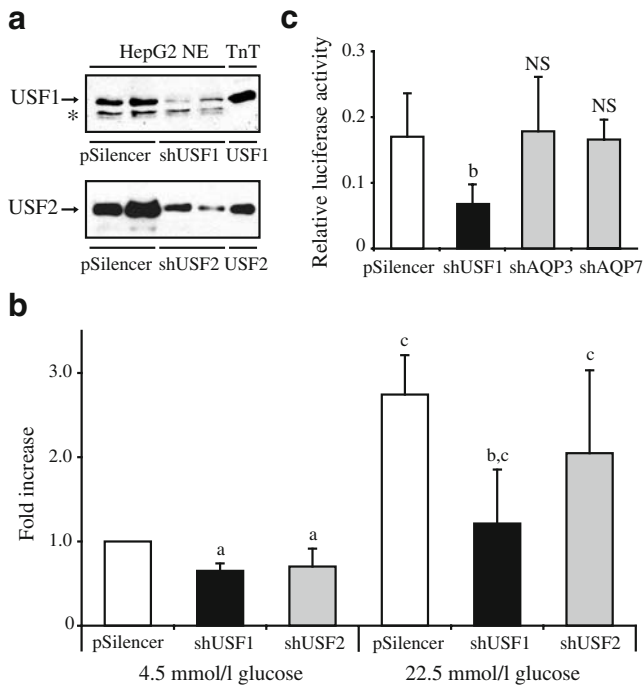 a
HepG2 NE TnT
USF1→
*
pSilencer shUSF1 USF1
USF2→
pSilencer shUSF2 USF2
c
Relative luciferase activity
0.3
0.2
0.1
0
NS
NS
b
pSilencer shUSF1 shAQP3 shAQP7
b
Fold increase
3.0
2.0
1.0
0
c
c
b,c
a
a
pSilencer shUSF1 shUSF2 pSilencer shUSF1 shUSF2
4.5 mmol/l glucose 22.5 mmol/l glucose